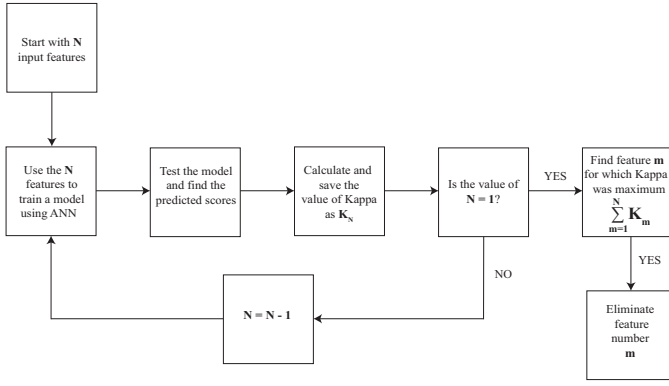 Start with N
input features
Use the N
features to
train a model
using ANN
Test the model
and find the
predicted scores
Calculate and
save the
value of Kappa
as K_N
Is the value of
N = 1?
YES
Find feature m
for which Kappa
was maximum
N
∑ K_m
m=1
NO
YES
N = N - 1
Eliminate
feature
number
m